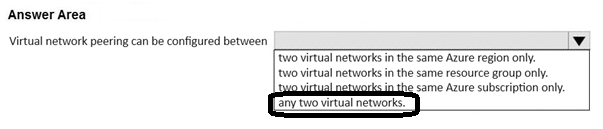 Answer Area
Virtual network peering can be configured between
two virtual networks in the same Azure region only.
two virtual networks in the same resource group only.
two virtual networks in the same Azure subscription only.
any two virtual networks.